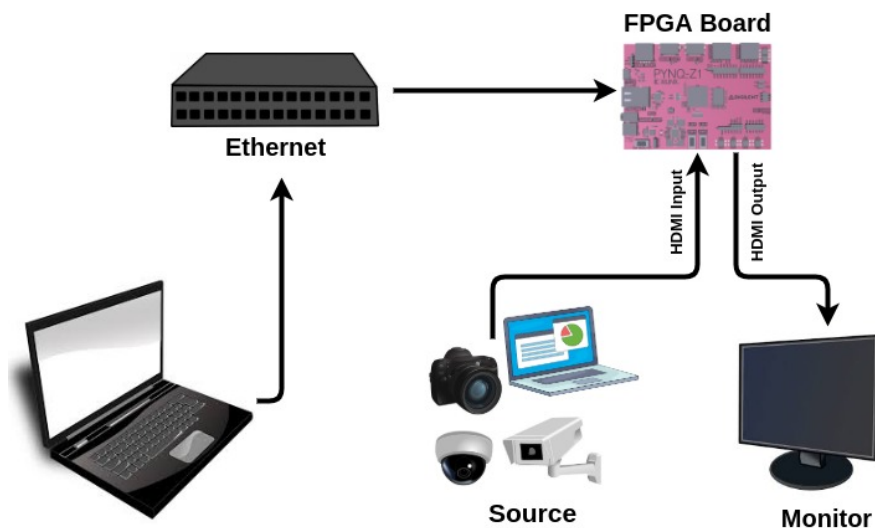 FPGA Board
PYNQ-Z1
Ethernet
HDMI Input
HDMI Output
Source
Monitor